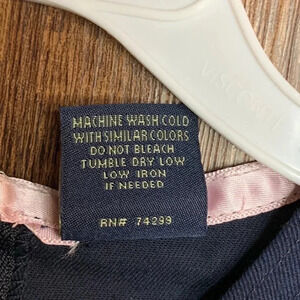 MACHINE WASH COLD
WITH SIMILAR COLORS
DO NOT BLEACH
TUMBLE DRY LOW
LOW IRON
IF NEEDED
RN# 74299